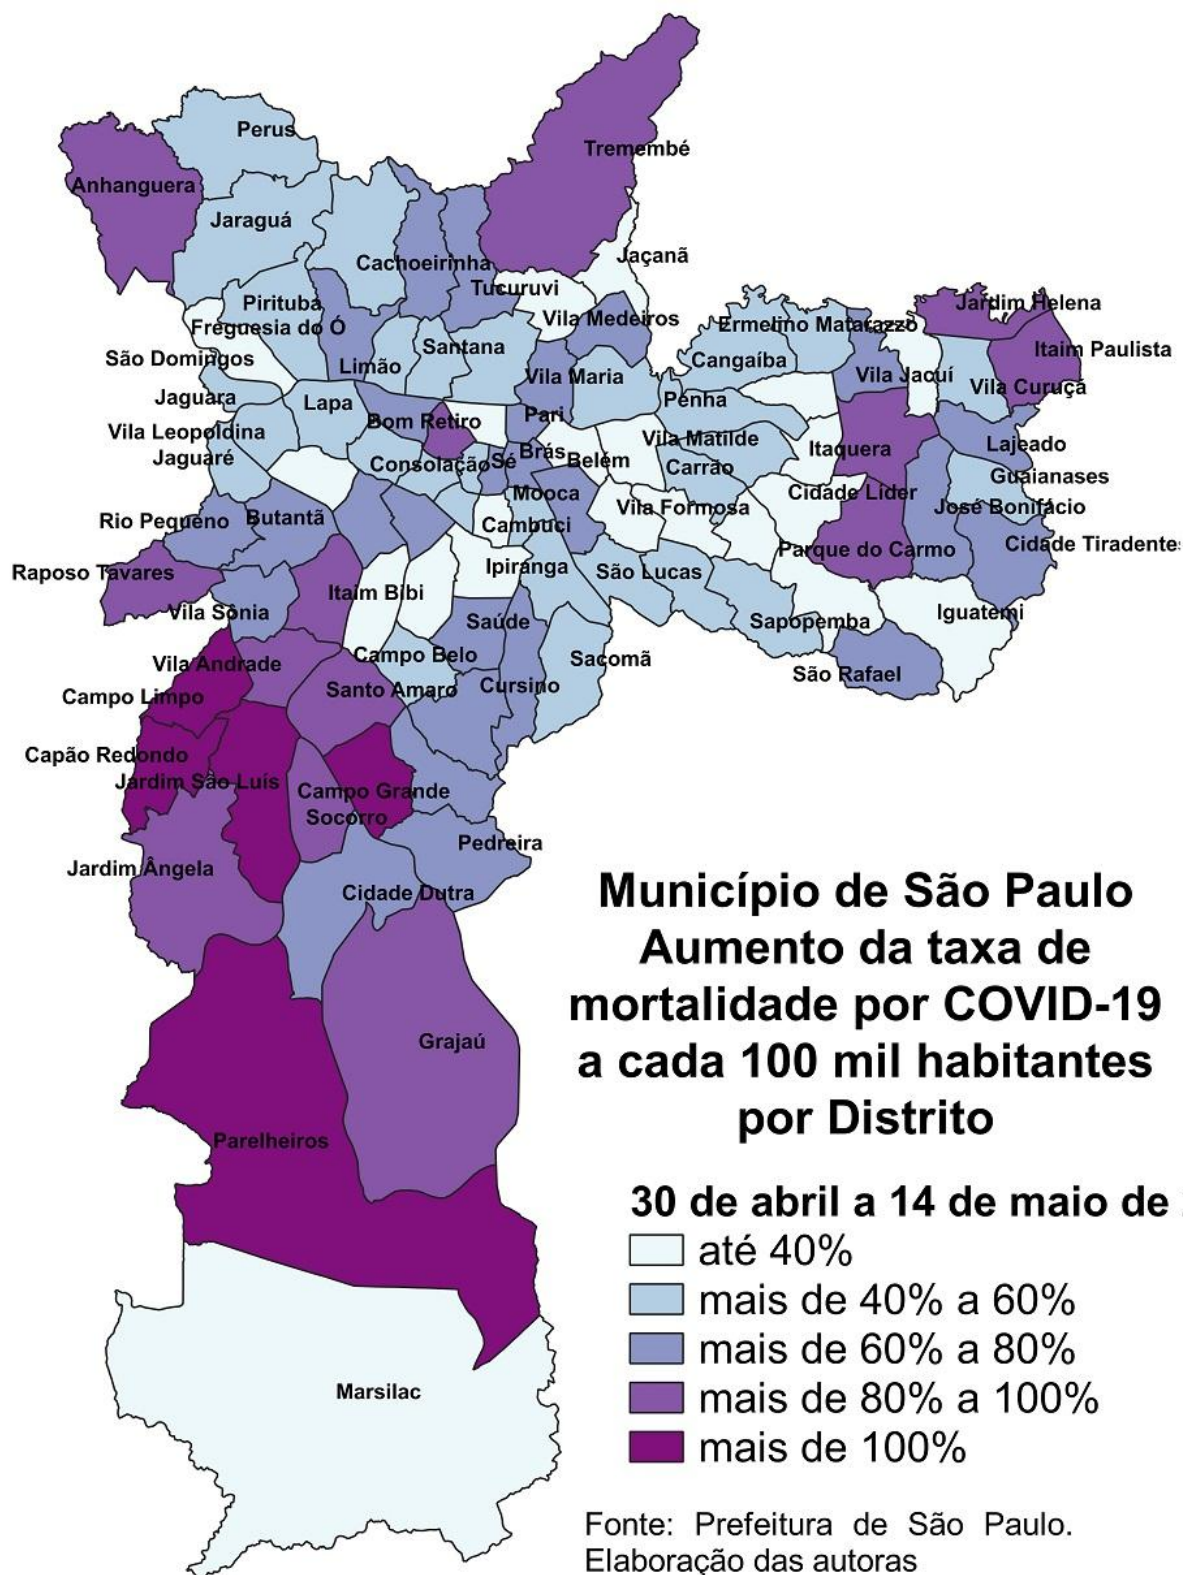 Perus
Tremembé
Anhanguera
Jaraguá
Jaçanã
Cachoeirinha
Tucuruvi
Pirituba
Jardim Helena
Freguesia do Ó
Vila Medeiros
Ermelino Matarazzo
Santana
Itaim Paulista
São Domingos
Limão
Cangaíba
Vila Maria
Vila Jacuí
Vila Curuçá
Jaguara
Lapa
Penha
Bom Retiro
Pari
Vila Leopoldina
Vila Matilde
Itaquera
Lajeado
Jaguaré
Consolação
Sé
Brás
Belém
Carrão
Guaianases
Mooca
Cidade Líder
José Bonifácio
Rio Pequeno
Butantã
Cambuci
Vila Formosa
Parque do Carmo
Cidade Tiradentes
Raposo Tavares
Ipiranga
São Lucas
Itaim Bibi
Vila Sônia
Saúde
Sapopemba
Iguatemi
Campo Belo
Sacomã
Vila Andrade
São Rafael
Campo Limpo
Santo Amaro
Cursino
Capão Redondo
Jardim São Luís
Campo Grande
Socorro
Pedreira
Jardim Ângela
Cidade Dutra
Grajaú
Parelheiros
Marsilac
Município de São Paulo
Aumento da taxa de
mortalidade por COVID-19
a cada 100 mil habitantes
por Distrito
30 de abril a 14 de maio de
até 40%
mais de 40% a 60%
mais de 60% a 80%
mais de 80% a 100%
mais de 100%
Fonte: Prefeitura de São Paulo.
Elaboração das autoras